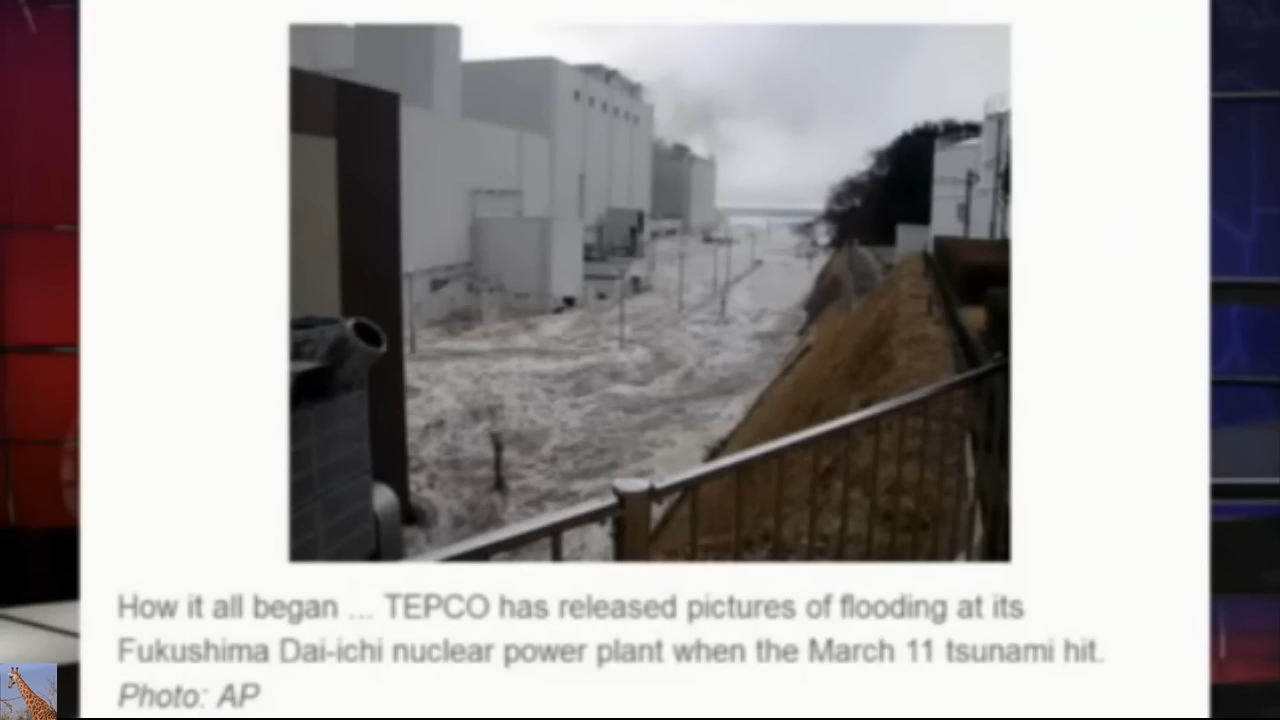 How it all began ... TEPCO has released pictures of flooding at its
Fukushima Dai-ichi nuclear power plant when the March 11 tsunami hit.
Photo: AP